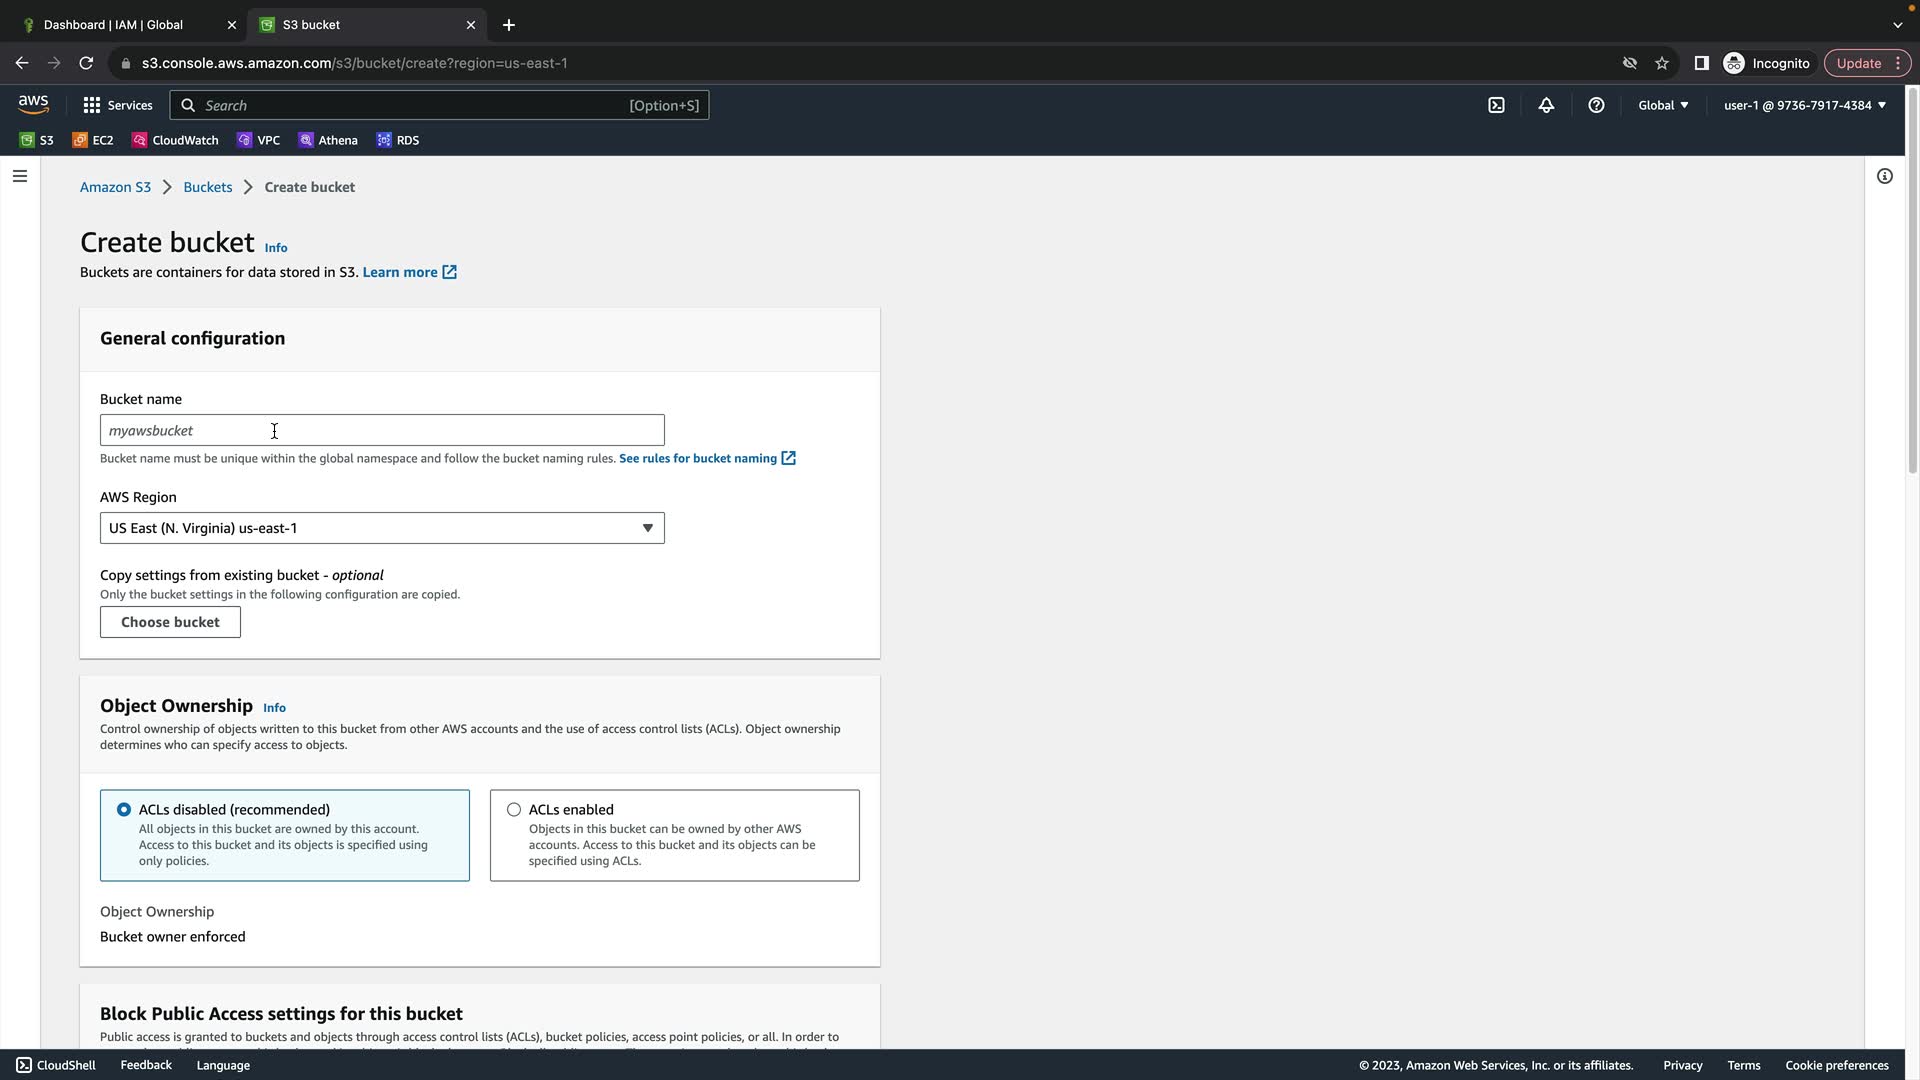 Dashboard | IAM | Global
S3 bucket
s3.console.aws.amazon.com/s3/bucket/create?region=us-east-1
Incognito
Update
aws
Services
Search
[Option+S]
Global
user-1 @ 9736-7917-4384
S3
EC2
CloudWatch
VPC
Athena
RDS
Amazon S3
Buckets
Create bucket
Create bucket Info
Buckets are containers for data stored in S3. Learn more
General configuration
Bucket name
myawsbucket
Bucket name must be unique within the global namespace and follow the bucket naming rules. See rules for bucket naming
AWS Region
US East (N. Virginia) us-east-1
Copy settings from existing bucket - optional
Only the bucket settings in the following configuration are copied.
Choose bucket
Object Ownership Info
Control ownership of objects written to this bucket from other AWS accounts and the use of access control lists (ACLs). Object ownership
determines who can specify access to objects.
ACLs disabled (recommended)
All objects in this bucket are owned by this account.
Access to this bucket and its objects is specified using
only policies.
ACLs enabled
Objects in this bucket can be owned by other AWS
accounts. Access to this bucket and its objects can be
specified using ACLs.
Object Ownership
Bucket owner enforced
Block Public Access settings for this bucket
Public access is granted to buckets and objects through access control lists (ACLs), bucket policies, access point policies, or all. In order to
CloudShell
Feedback
Language
© 2023, Amazon Web Services, Inc. or its affiliates.
Privacy
Terms
Cookie preferences